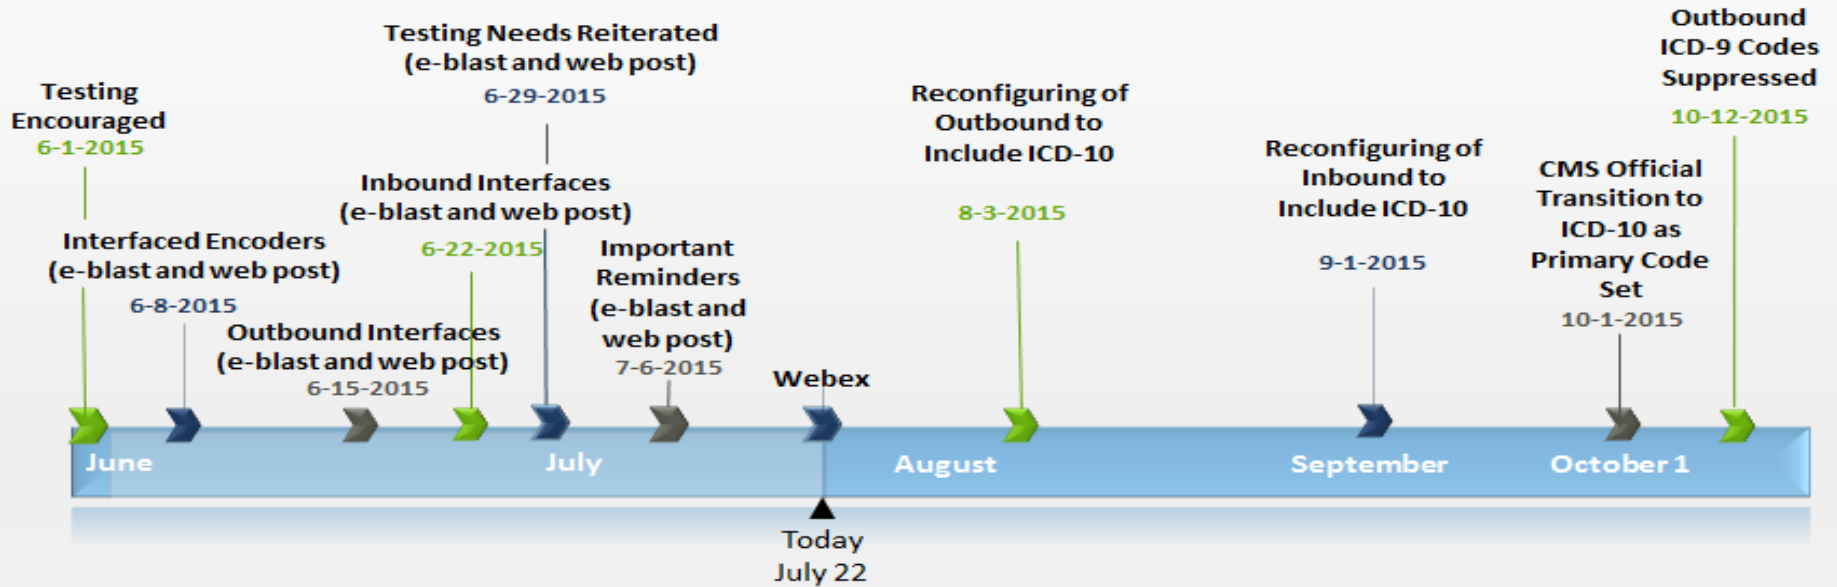 Testing
Encouraged
6-1-2015
Interfaced Encoders
(e-blast and web post)
6-8-2015
Outbound Interfaces
(e-blast and web post)
6-15-2015
Inbound Interfaces
(e-blast and web post)
6-22-2015
Testing Needs Reiterated
(e-blast and web post)
6-29-2015
Important
Reminders
(e-blast and
web post)
7-6-2015
Webex
Reconfiguring of
Outbound to
Include ICD-10
8-3-2015
Reconfiguring of
Inbound to
Include ICD-10
9-1-2015
CMS Official
Transition to
ICD-10 as
Primary Code
Set
10-1-2015
Outbound
ICD-9 Codes
Suppressed
10-12-2015
June
July
August
September
October 1
Today
July 22